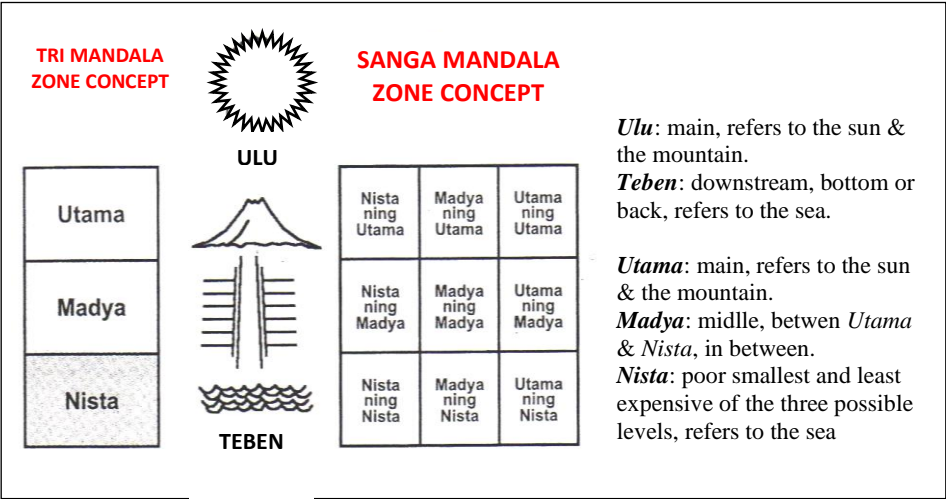 TRI MANDALA
ZONE CONCEPT
SANGA MANDALA
ZONE CONCEPT
ULU
Utama
Madya
Nista
TEBEN
Nista
ning
Utama
Madya
ning
Utama
Utama
ning
Utama
Nista
ning
Madya
Madya
ning
Madya
Utama
ning
Madya
Nista
ning
Nista
Madya
ning
Nista
Utama
ning
Nista
Ulu: main, refers to the sun &
the mountain.
Teben: downstream, bottom or
back, refers to the sea.
Utama: main, refers to the sun
& the mountain.
Madya: midlle, betwen Utama
& Nista, in between.
Nista: poor smallest and least
expensive of the three possible
levels, refers to the sea